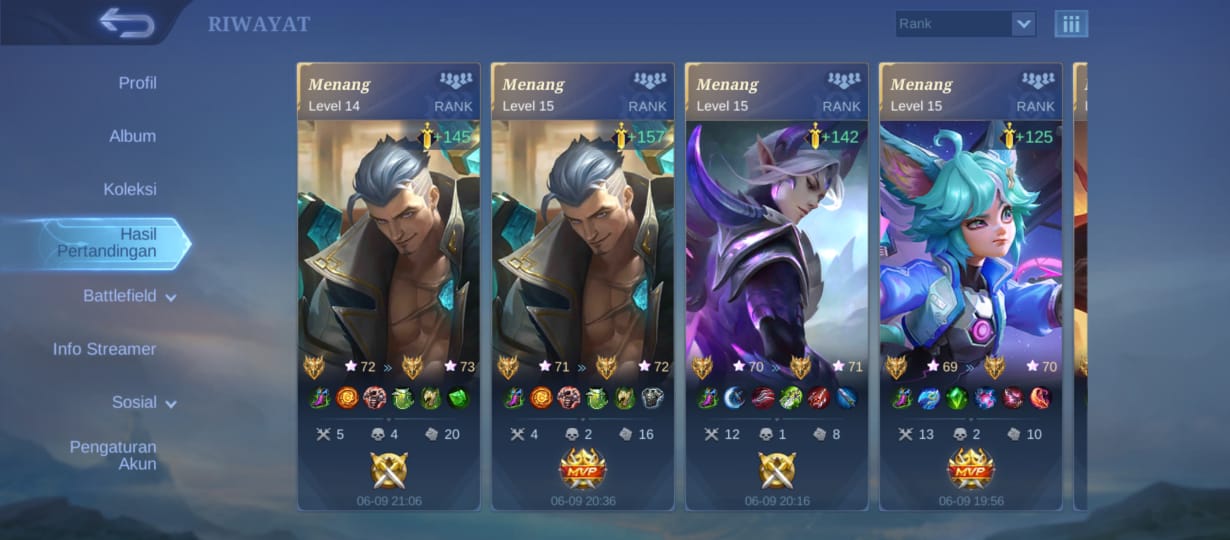 RIWAYAT
Rank
Profil
Album
Koleksi
Hasil
Pertandingan
Battlefield
Info Streamer
Sosial
Pengaturan
Akun
Menang
Level 14
RANK
+145
72 » 73
5 4 20
06-09 21:06
Menang
Level 15
RANK
+157
71 » 72
4 2 16
MVP
06-09 20:36
Menang
Level 15
RANK
+142
70 » 71
12 1 8
06-09 20:16
Menang
Level 15
RANK
+125
69 » 70
13 2 10
MVP
06-09 19:56